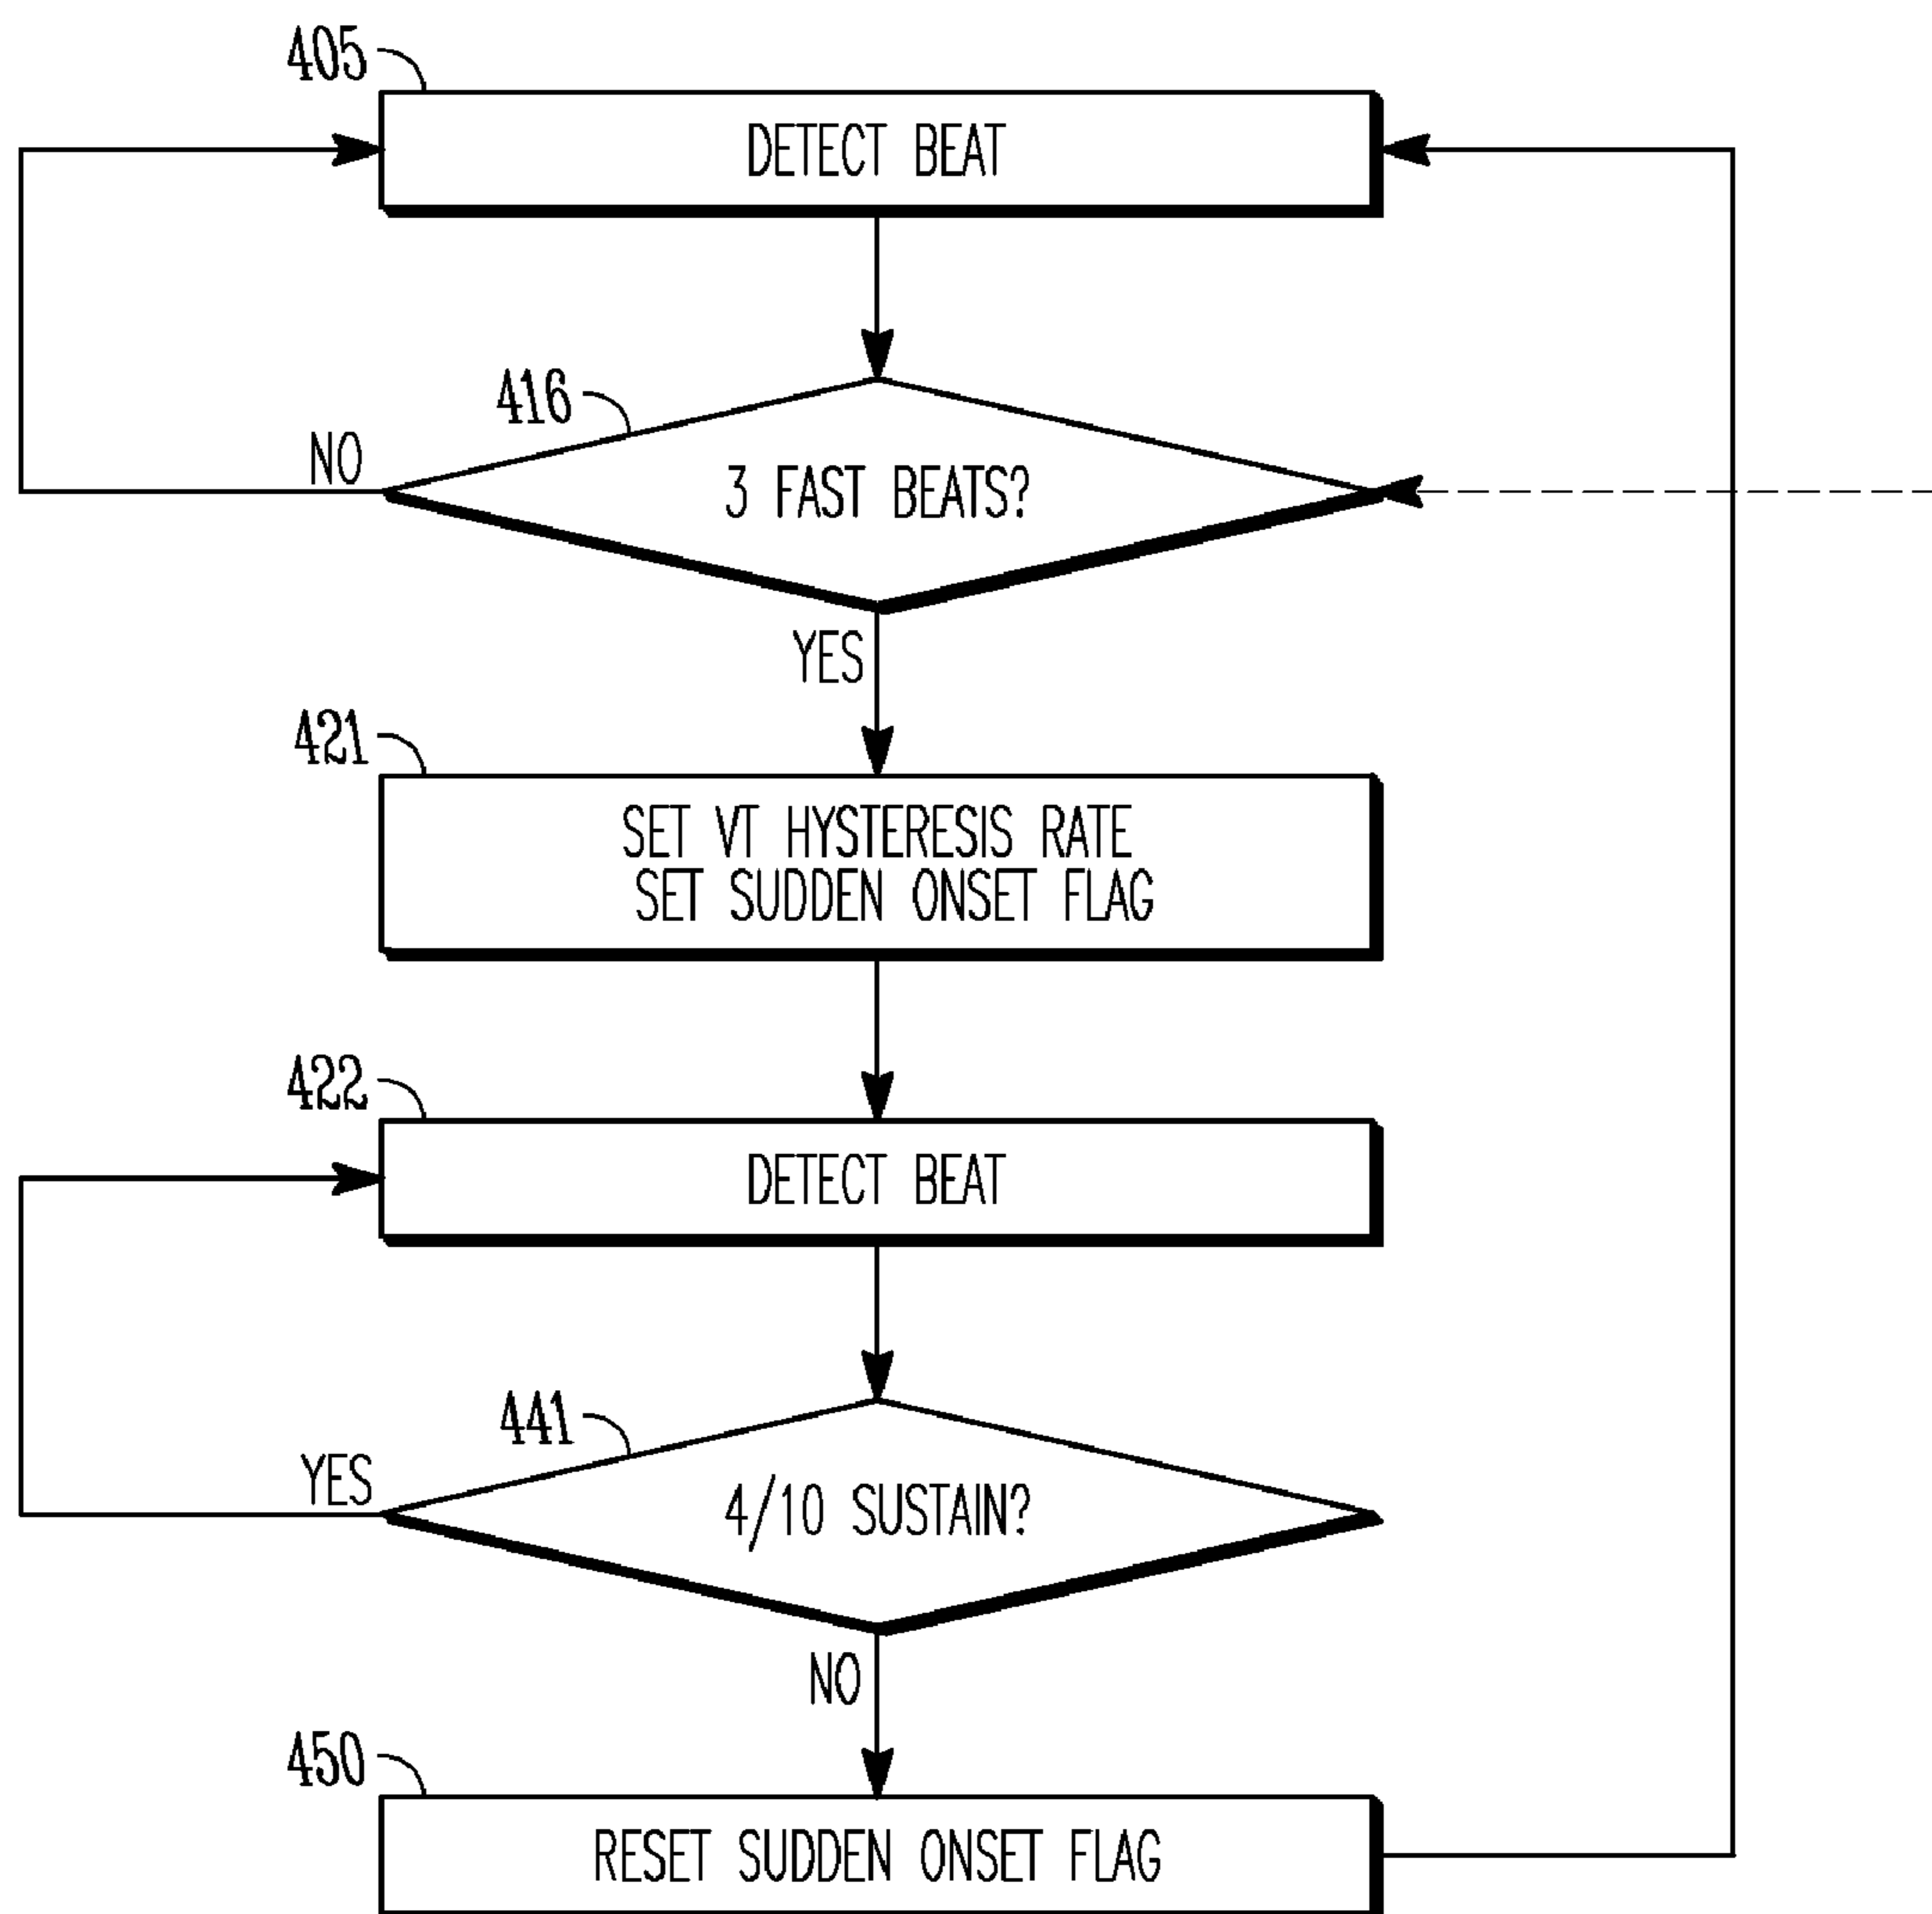 405
DETECT BEAT
416
NO
3 FAST BEATS?
YES
421
SET VT HYSTERESIS RATE
SET SUDDEN ONSET FLAG
422
DETECT BEAT
441
YES
4/10 SUSTAIN?
NO
450
RESET SUDDEN ONSET FLAG